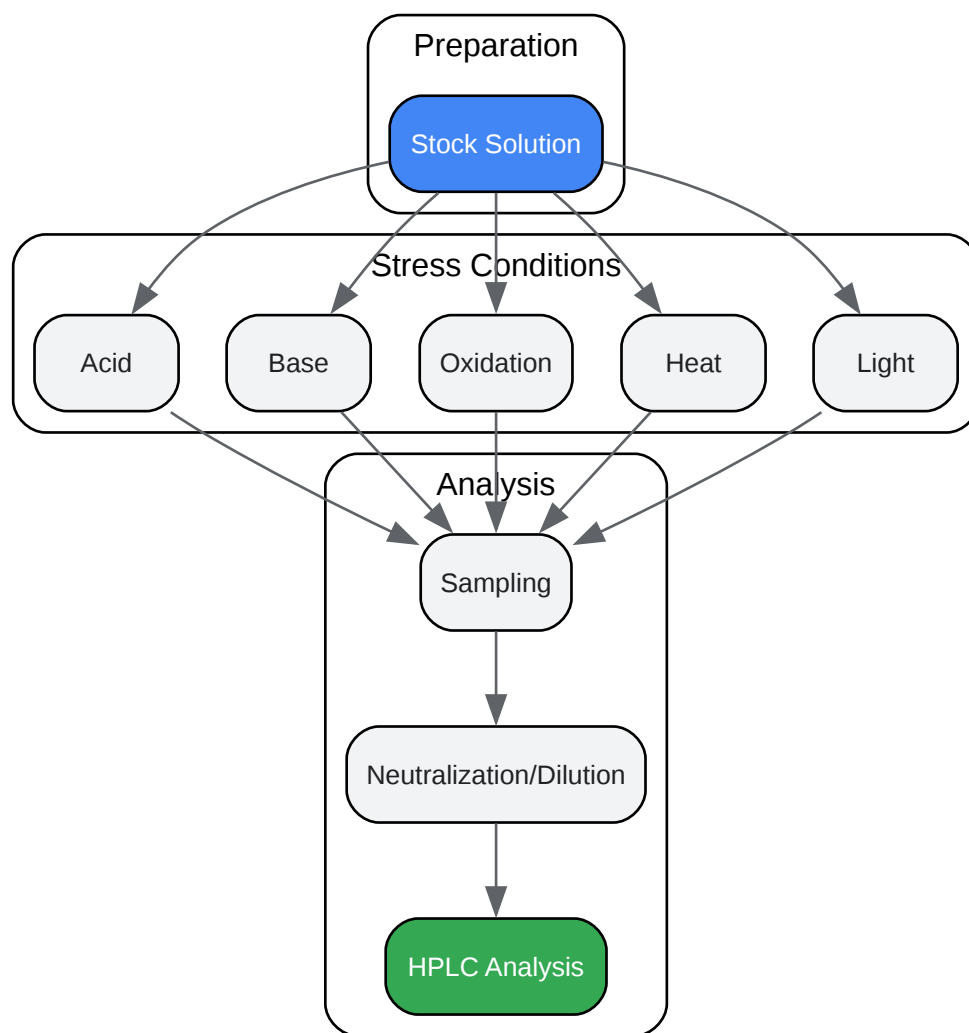 Preparation
Stock Solution
Stress Conditions
Acid
Base
Oxidation
Heat
Light
Analysis
Sampling
Neutralization/Dilution
HPLC Analysis